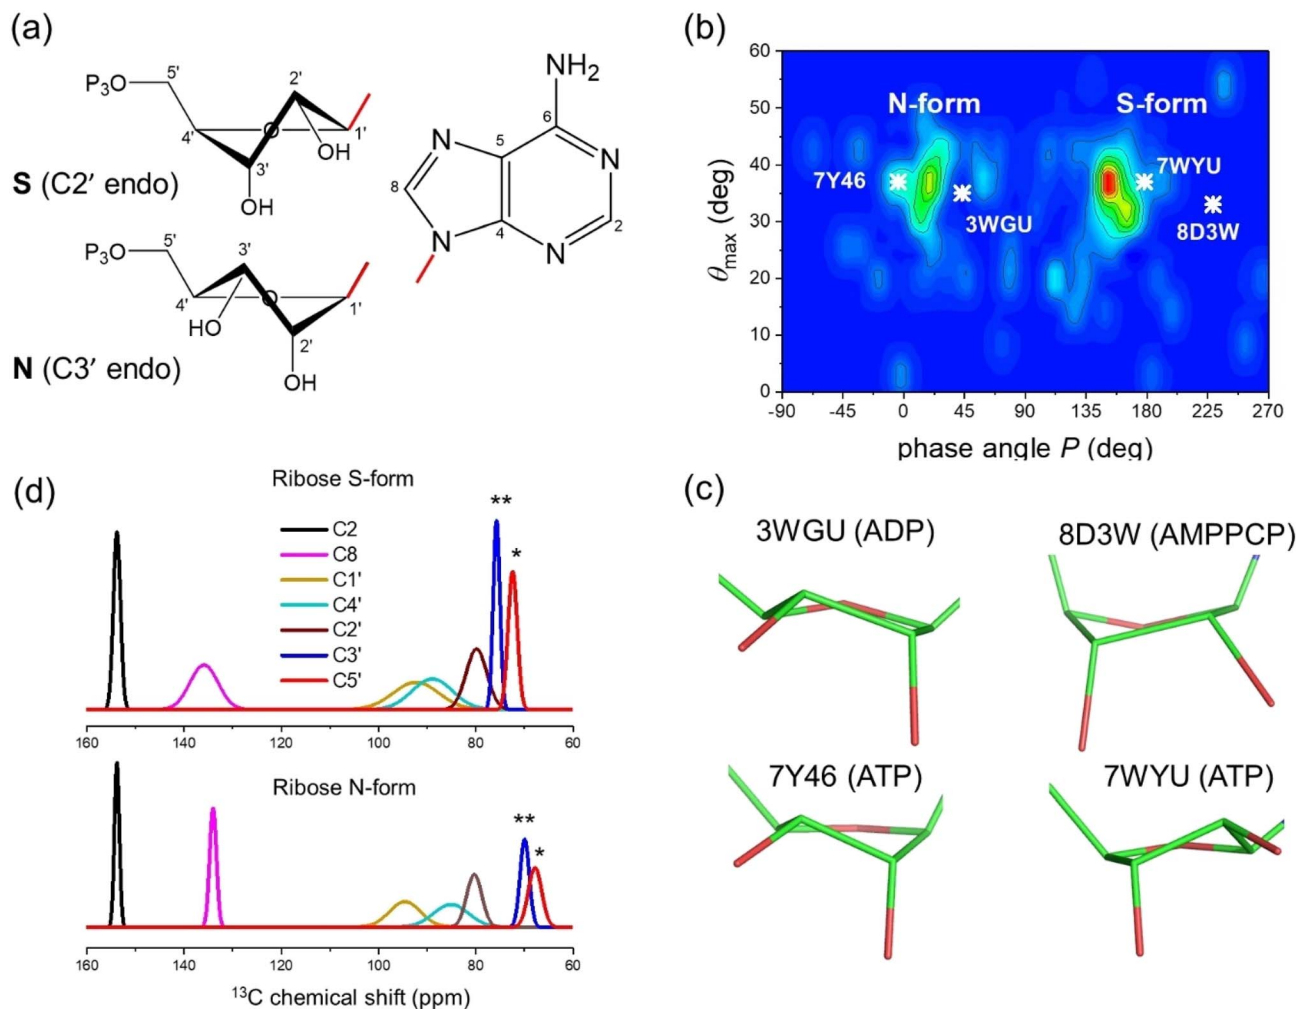 (a)
P₃O
5'
4'
O
3'
2'
1'
OH
OH
S (C2′ endo)
P₃O
5'
4'
3'
O
2'
1'
HO
OH
N (C3′ endo)
NH₂
6
N
5
N
8
4
2
N
N
(b)
60
50
40
30
20
10
0
N-form
S-form
7Y46
3WGU
7WYU
8D3W
θmax (deg)
-90
-45
0
45
90
135
180
225
270
phase angle P (deg)
(d)
Ribose S-form
**
*
C2
C8
C1'
C4'
C2'
C3'
C5'
160
140
120
100
80
60
Ribose N-form
**
*
160
140
120
100
80
60
¹³C chemical shift (ppm)
(c)
3WGU (ADP)
8D3W (AMPPCP)
7Y46 (ATP)
7WYU (ATP)